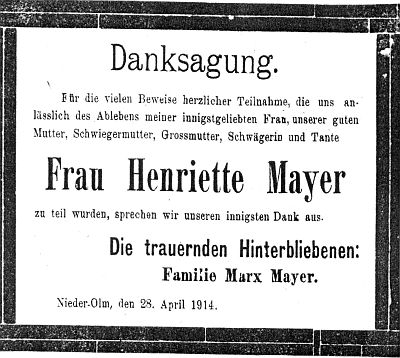 Danksagung.
Für die vielen Beweise herzlicher Teilnahme, die uns an-
lässlich des Ablebens meiner innigstgeliebten Frau, unserer guten
Mutter, Schwiegermutter, Grossmutter, Schwägerin und Tante
Frau Henriette Mayer
zu teil wurden, sprechen wir unseren innigsten Dank aus.
Die trauernden Hinterbliebenen:
Familie Marx Mayer.
Nieder-Olm, den 28. April 1914.